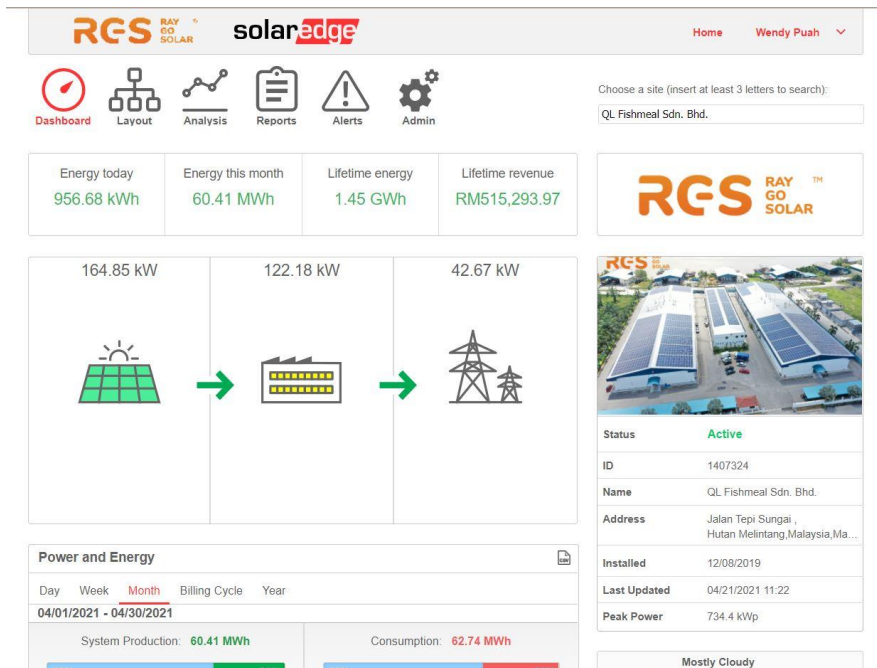 RGS RAY GO SOLAR
solaredge
Home Wendy Puah
Dashboard Layout Analysis Reports Alerts Admin
Choose a site (insert at least 3 letters to search):
QL Fishmeal Sdn. Bhd.
Energy today Energy this month Lifetime energy Lifetime revenue
956.68 kWh 60.41 MWh 1.45 GWh RM515,293.97
RGS RAY GO SOLAR ™
164.85 kW 122.18 kW 42.67 kW
RGS
Status Active
ID 1407324
Name QL Fishmeal Sdn. Bhd.
Address Jalan Tepi Sungai ,
Hutan Melintang,Malaysia,Ma...
Installed 12/08/2019
Last Updated 04/21/2021 11:22
Peak Power 734.4 kWp
Power and Energy
CSV
Day Week Month Billing Cycle Year
04/01/2021 - 04/30/2021
System Production: 60.41 MWh Consumption: 62.74 MWh
Mostly Cloudy